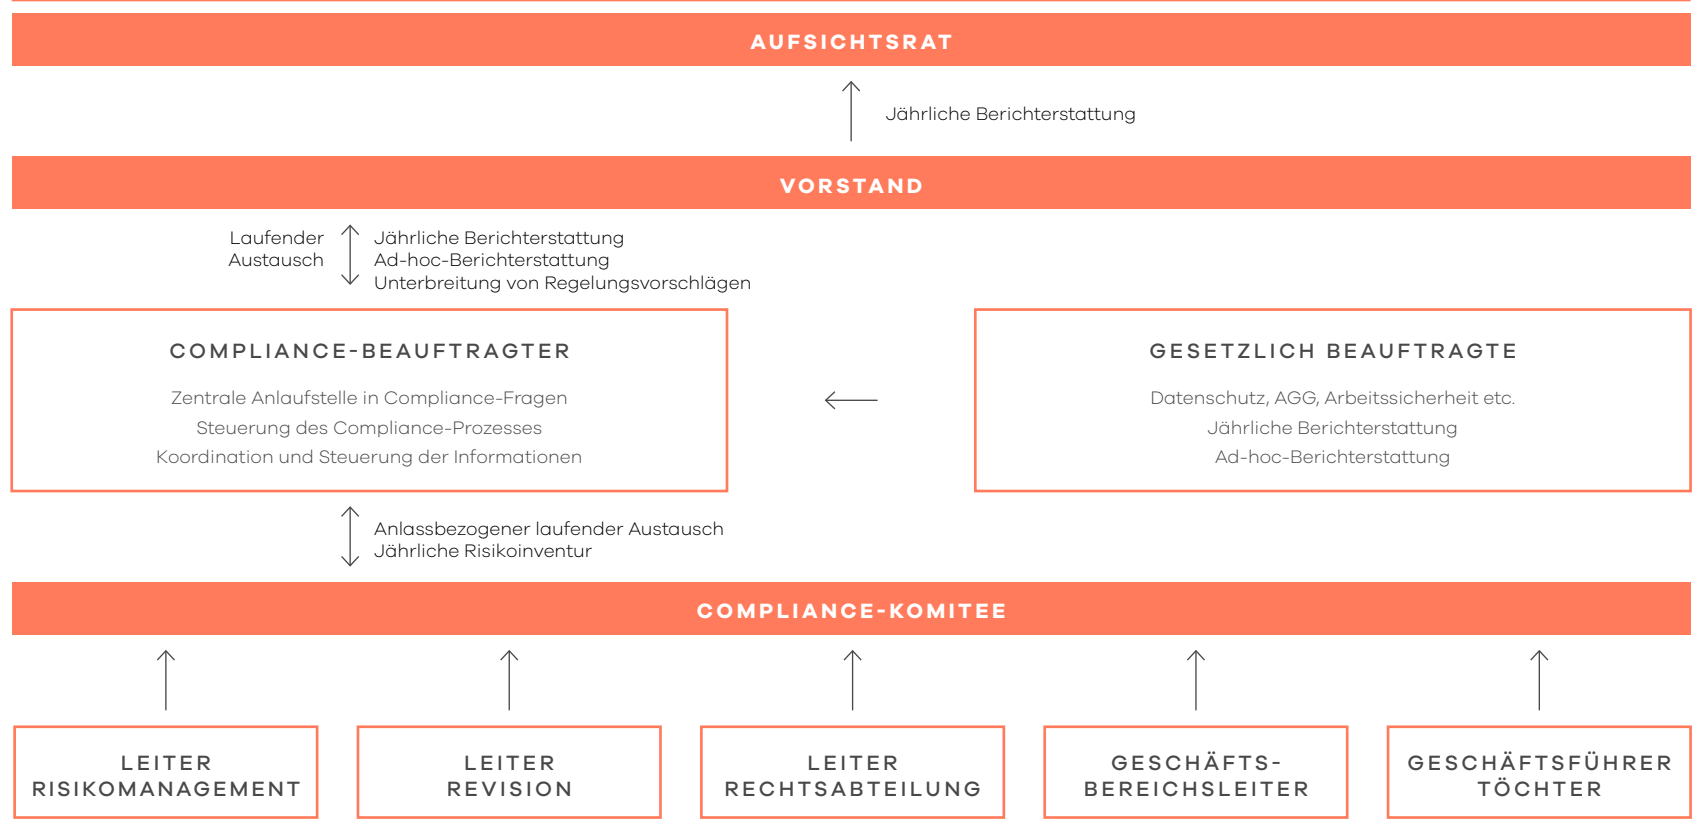 AUFSICHTSRAT
Jährliche Berichterstattung
VORSTAND
Laufender
Austausch
Jährliche Berichterstattung
Ad-hoc-Berichterstattung
Unterbreitung von Regelungsvorschlägen
COMPLIANCE-BEAUFTRAGTER
Zentrale Anlaufstelle in Compliance-Fragen
Steuerung des Compliance-Prozesses
Koordination und Steuerung der Informationen
GESETZLICH BEAUFTRAGTE
Datenschutz, AGG, Arbeitssicherheit etc.
Jährliche Berichterstattung
Ad-hoc-Berichterstattung
Anlassbezogener laufender Austausch
Jährliche Risikoinventur
COMPLIANCE-KOMITEE
LEITER
RISIKOMANAGEMENT
LEITER
REVISION
LEITER
RECHTSABTEILUNG
GESCHÄFTS-
BEREICHSLEITER
GESCHÄFTSFÜHRER
TÖCHTER